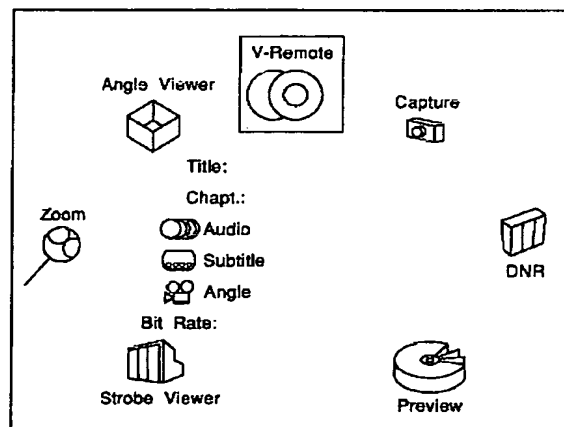 V-Remote
Angle Viewer
Capture
Title:
Chapt.:
Zoom
Audio
Subtitle
DNR
Angle
Bit Rate:
Strobe Viewer
Preview